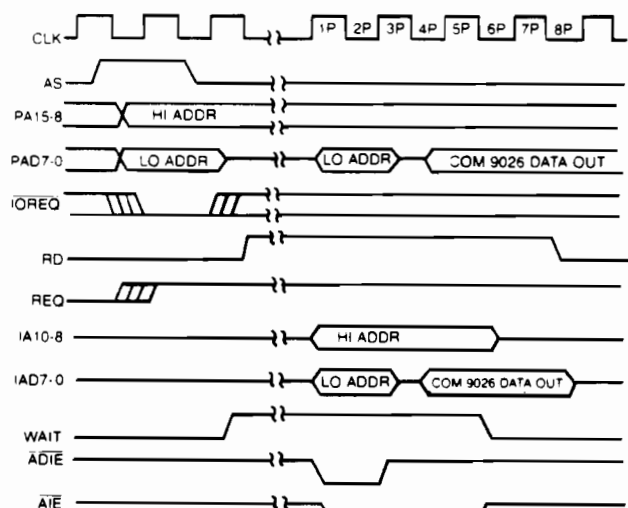 CLK 1P 2P 3P 4P 5P 6P 7P 8P
AS
PA15-8 HI ADDR
PAD7-0 LO ADDR LO ADDR COM 9026 DATA OUT
IOREQ
RD
REQ
IA10-8 HI ADDR
IAD7-0 LO ADDR COM 9026 DATA OUT
WAIT
ADIE
AIE